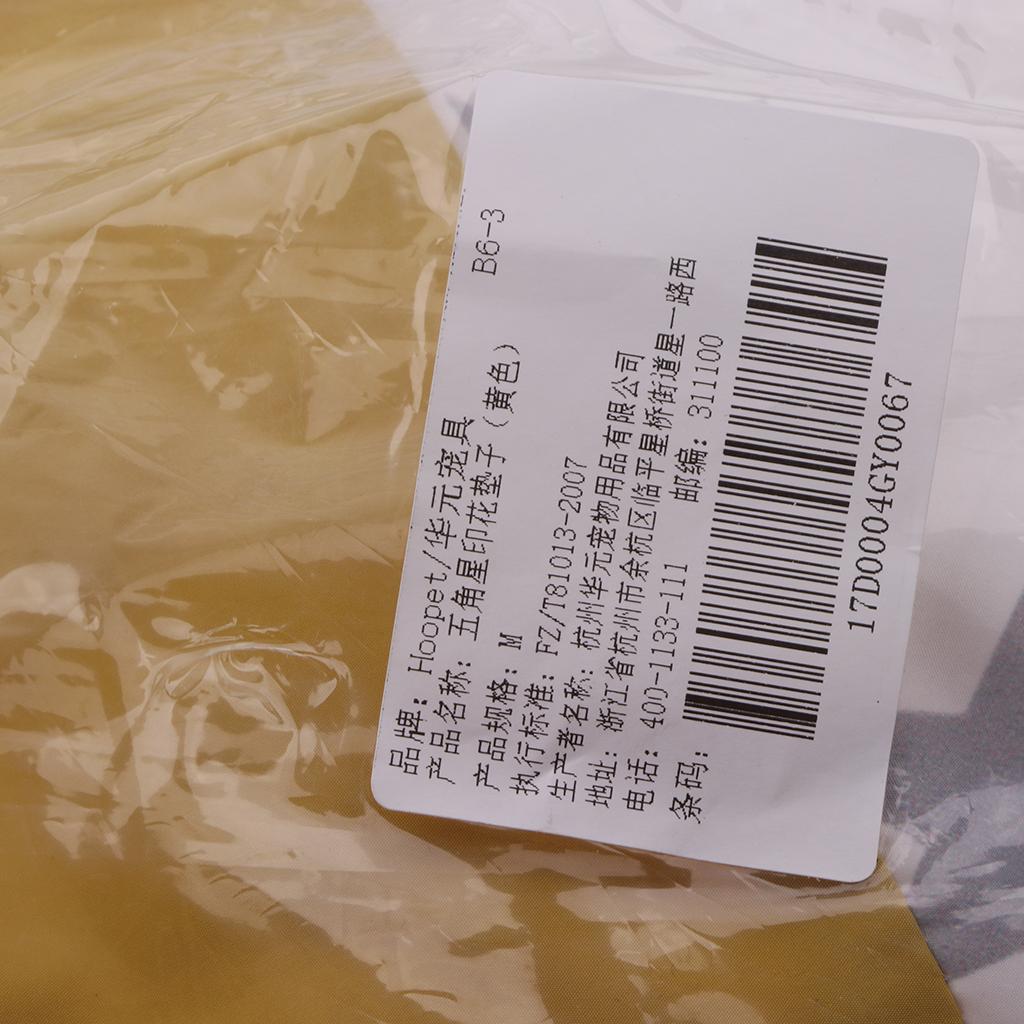 B6-3
品牌：Hoopet/华元宠具
产品名称：五角星印花垫子（黄色）
产品规格：M
执行标准：FZ/T81013-2007
生产者名称：杭州华元宠物用品有限公司
地址：浙江省杭州市余杭区临平星桥街道星一路西
电话：400-1133-111 邮编：311100
条码：
17D0004GY0067